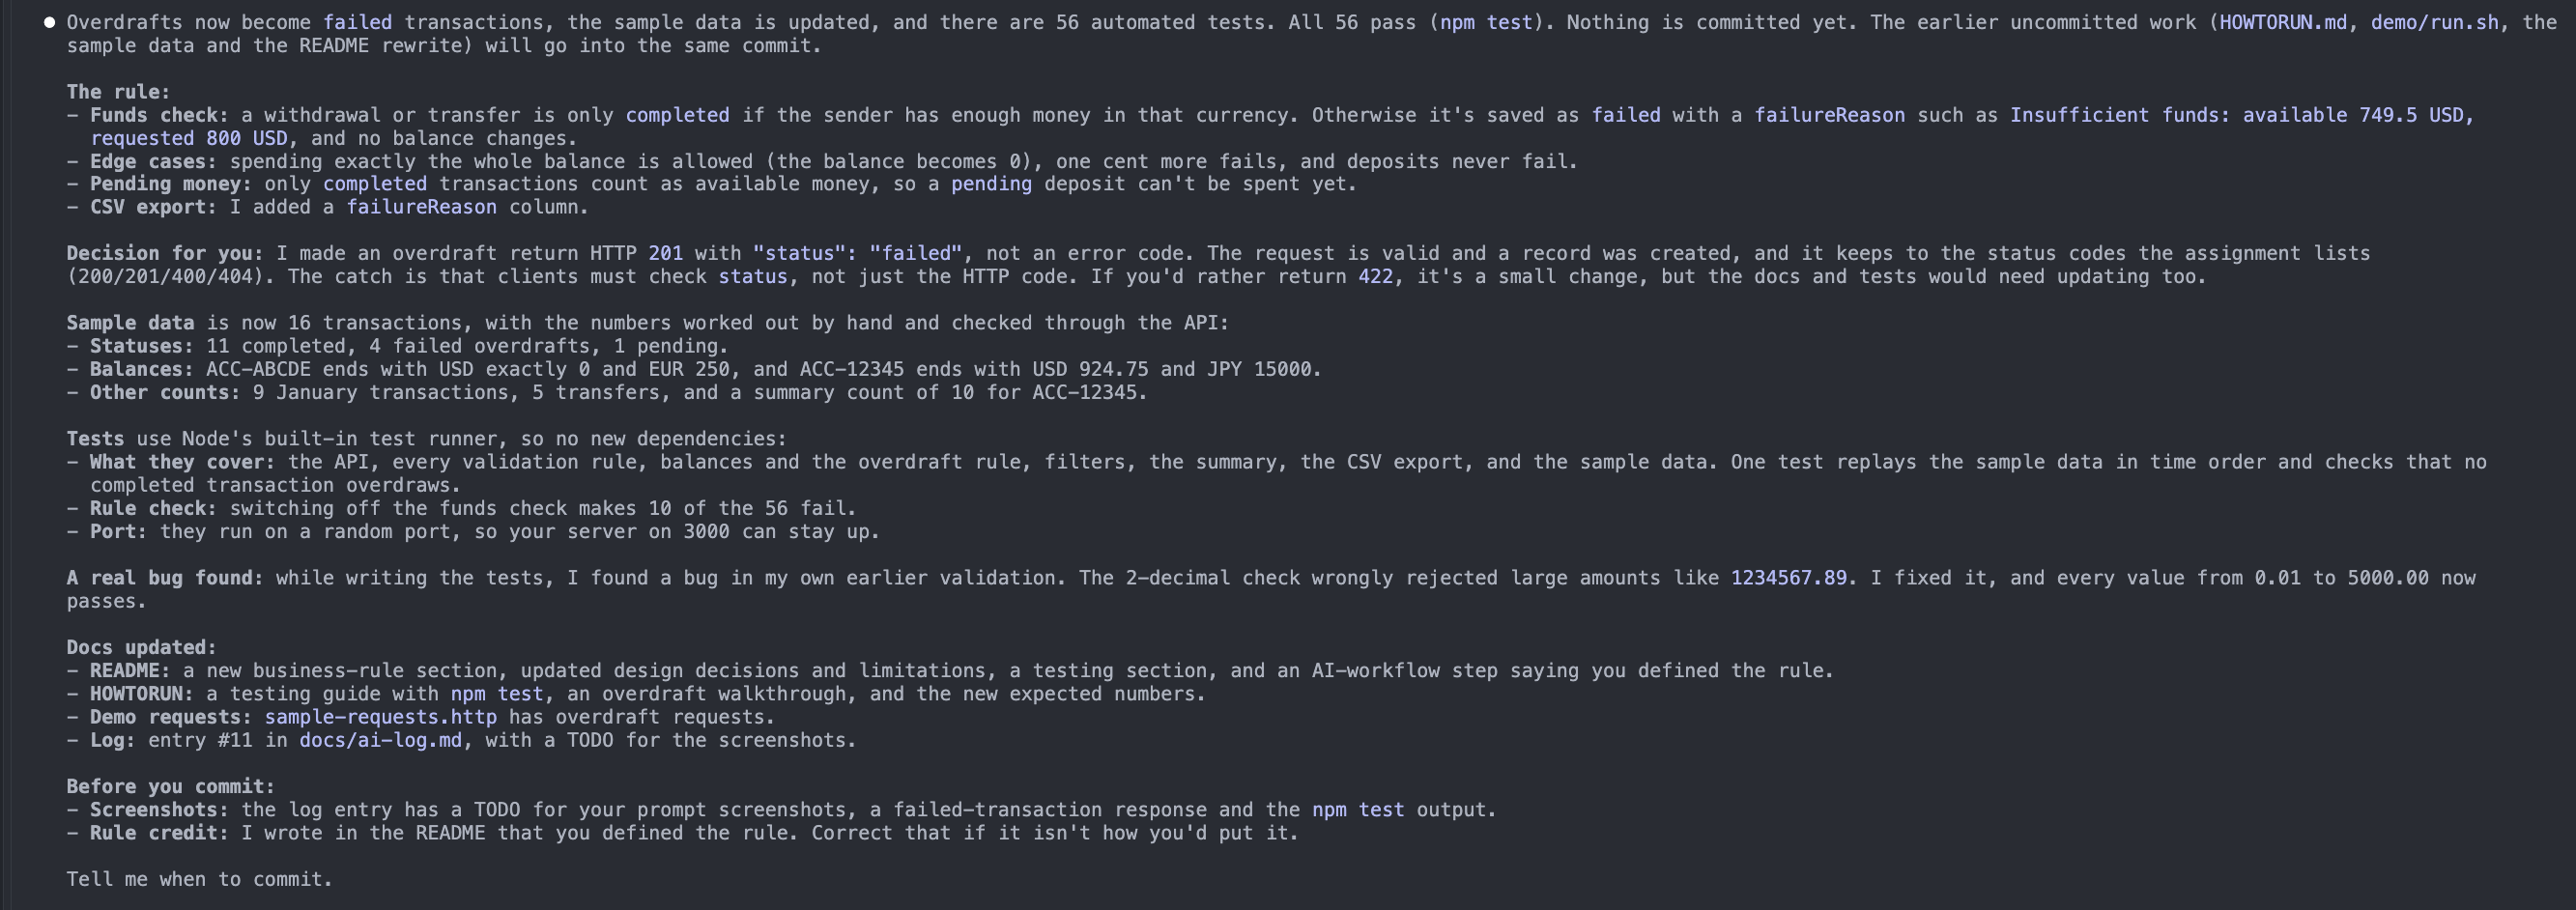 ● Overdrafts now become failed transactions, the sample data is updated, and there are 56 automated tests. All 56 pass (npm test). Nothing is committed yet. The earlier uncommitted work (HOWTORUN.md, demo/run.sh, the
sample data and the README rewrite) will go into the same commit.
The rule:
- Funds check: a withdrawal or transfer is only completed if the sender has enough money in that currency. Otherwise it's saved as failed with a failureReason such as Insufficient funds: available 749.5 USD,
requested 800 USD, and no balance changes.
- Edge cases: spending exactly the whole balance is allowed (the balance becomes 0), one cent more fails, and deposits never fail.
- Pending money: only completed transactions count as available money, so a pending deposit can't be spent yet.
- CSV export: I added a failureReason column.
Decision for you: I made an overdraft return HTTP 201 with "status": "failed", not an error code. The request is valid and a record was created, and it keeps to the status codes the assignment lists
(200/201/400/404). The catch is that clients must check status, not just the HTTP code. If you'd rather return 422, it's a small change, but the docs and tests would need updating too.
Sample data is now 16 transactions, with the numbers worked out by hand and checked through the API:
- Statuses: 11 completed, 4 failed overdrafts, 1 pending.
- Balances: ACC-ABCDE ends with USD exactly 0 and EUR 250, and ACC-12345 ends with USD 924.75 and JPY 15000.
- Other counts: 9 January transactions, 5 transfers, and a summary count of 10 for ACC-12345.
Tests use Node's built-in test runner, so no new dependencies:
- What they cover: the API, every validation rule, balances and the overdraft rule, filters, the summary, the CSV export, and the sample data. One test replays the sample data in time order and checks that no
completed transaction overdraws.
- Rule check: switching off the funds check makes 10 of the 56 fail.
- Port: they run on a random port, so your server on 3000 can stay up.
A real bug found: while writing the tests, I found a bug in my own earlier validation. The 2-decimal check wrongly rejected large amounts like 1234567.89. I fixed it, and every value from 0.01 to 5000.00 now
passes.
Docs updated:
- README: a new business-rule section, updated design decisions and limitations, a testing section, and an AI-workflow step saying you defined the rule.
- HOWTORUN: a testing guide with npm test, an overdraft walkthrough, and the new expected numbers.
- Demo requests: sample-requests.http has overdraft requests.
- Log: entry #11 in docs/ai-log.md, with a TODO for the screenshots.
Before you commit:
- Screenshots: the log entry has a TODO for your prompt screenshots, a failed-transaction response and the npm test output.
- Rule credit: I wrote in the README that you defined the rule. Correct that if it isn't how you'd put it.
Tell me when to commit.